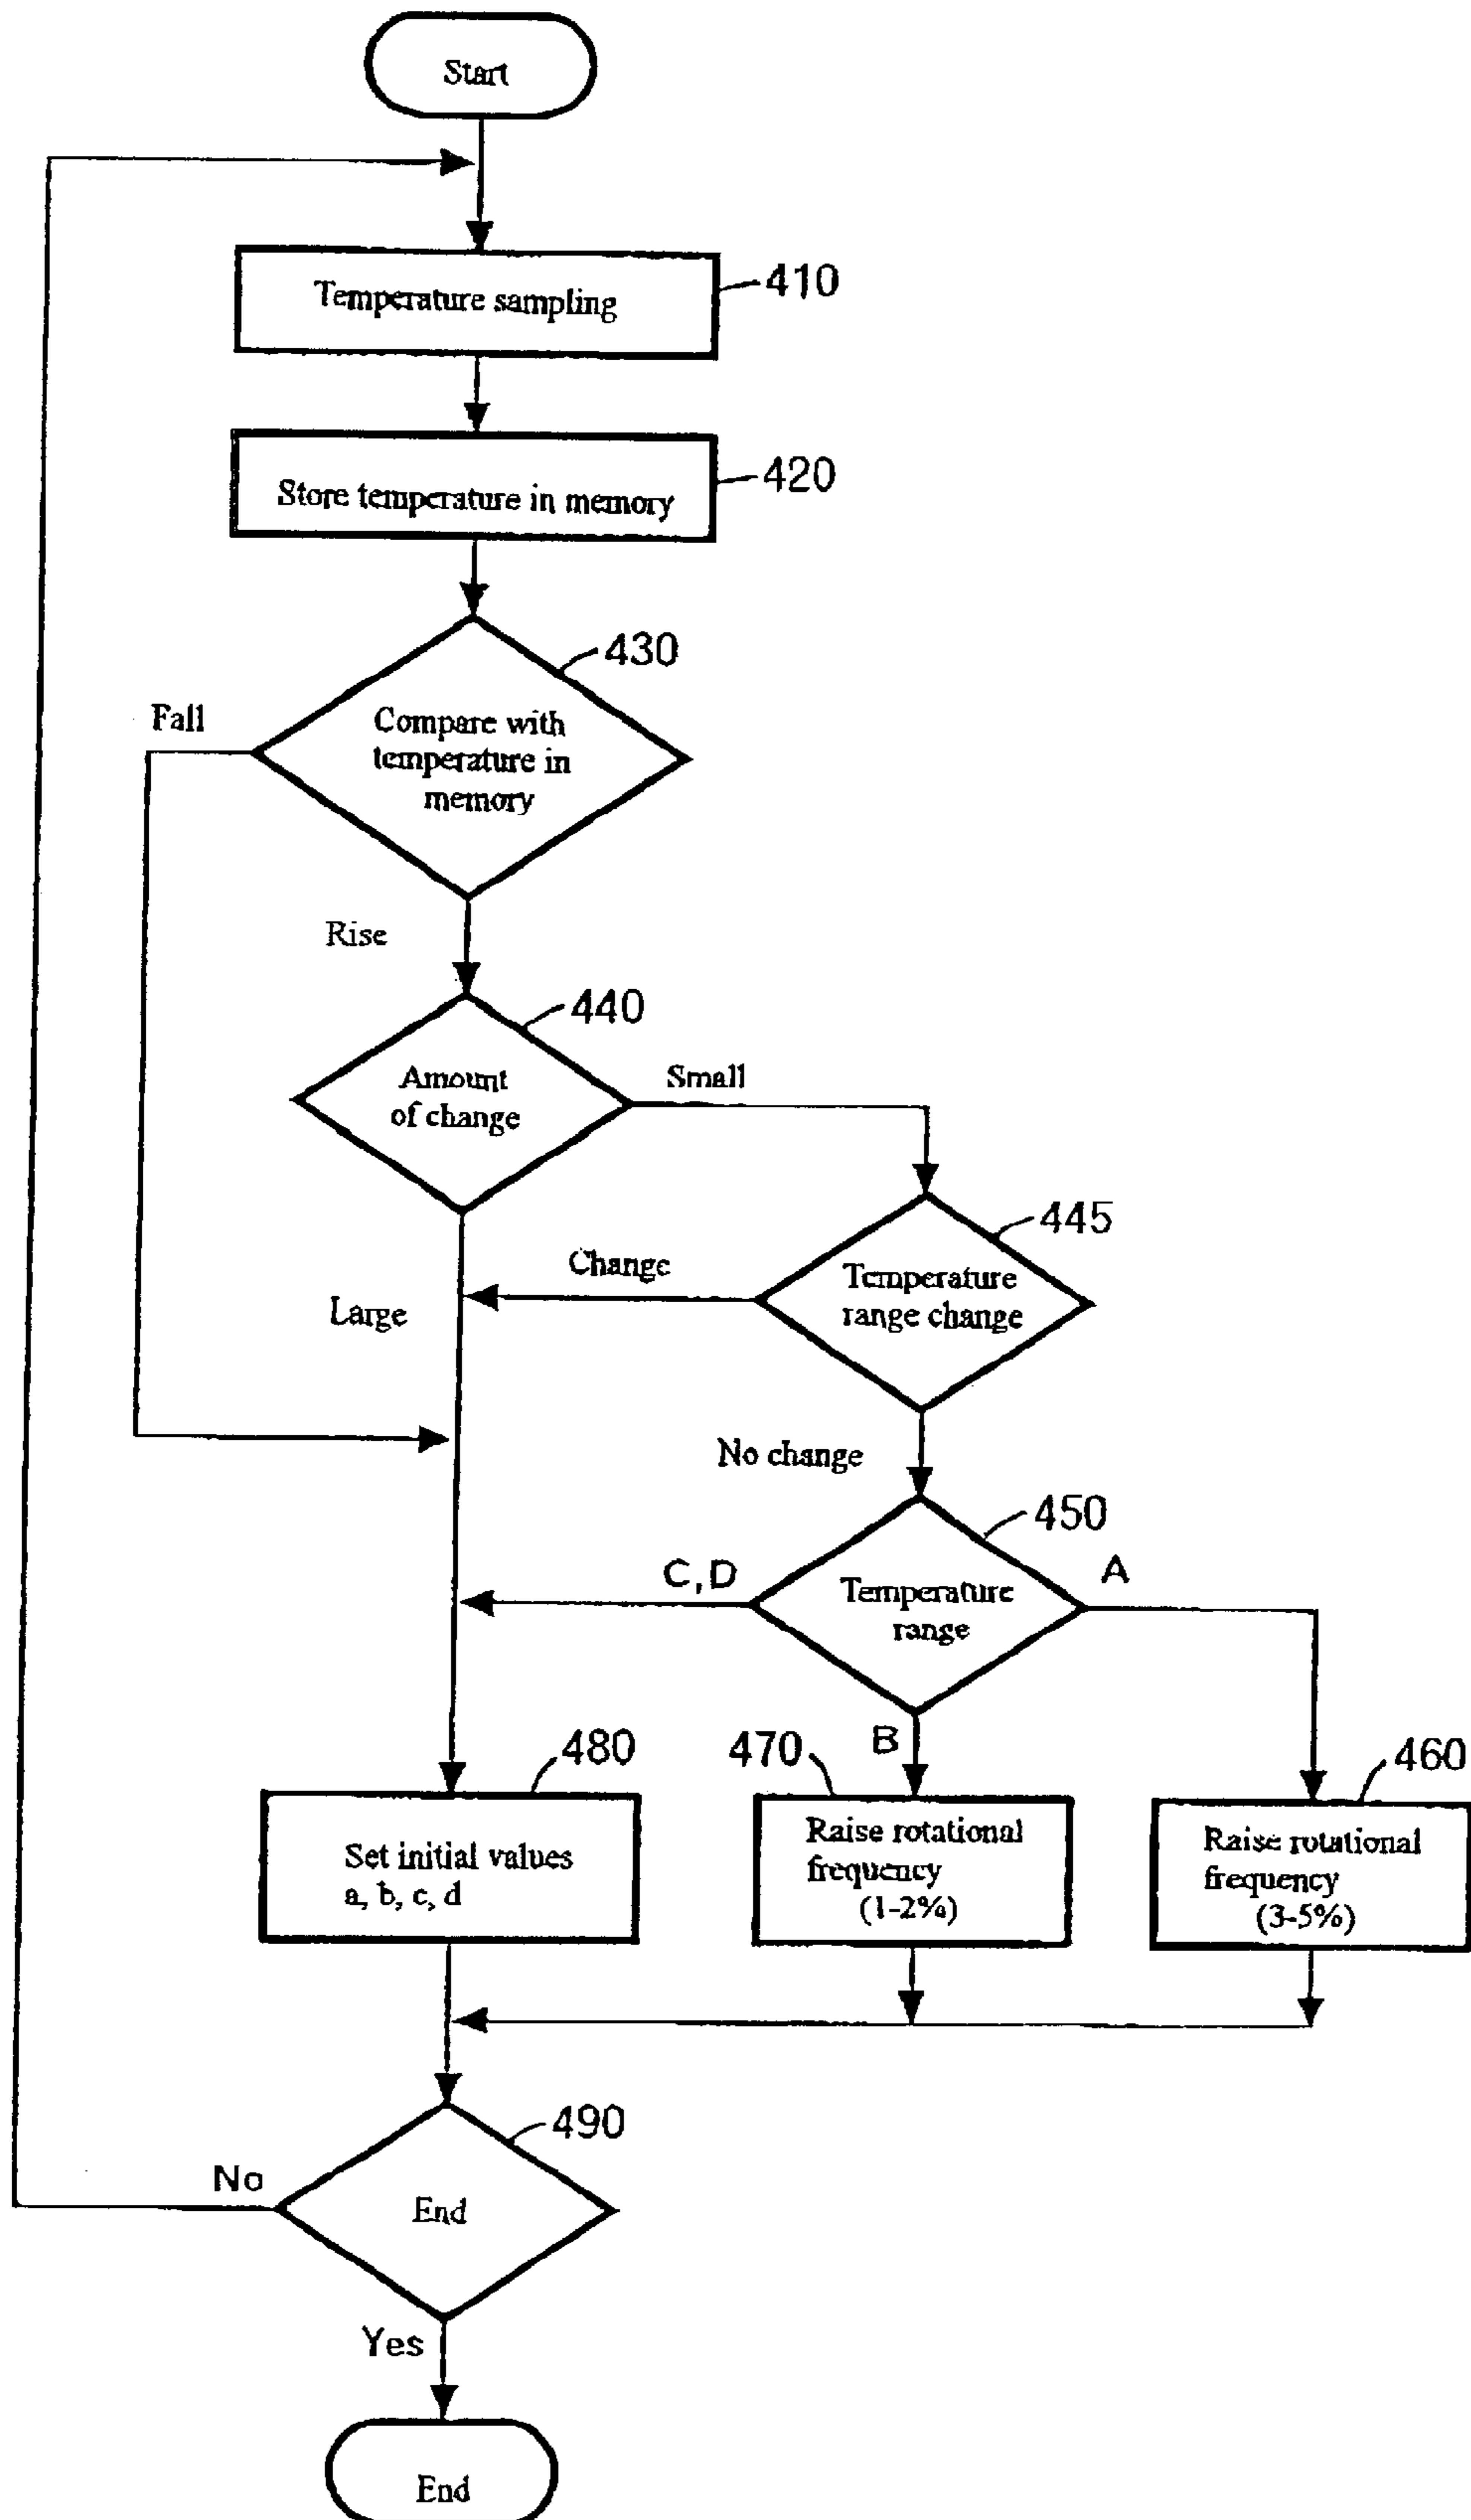 Start
Temperature sampling
410
Store temperature in memory
420
430
Fall
Compare with
temperature in
memory
Rise
440
Amount
of change
Small
445
Change
Temperature
range change
Large
No change
450
C, D
A
Temperature
range
B
480
470
460
Set initial values
a, b, c, d
Raise rotational
frequency
(1-2%)
Raise rotational
frequency
(3-5%)
490
No
End
Yes
End